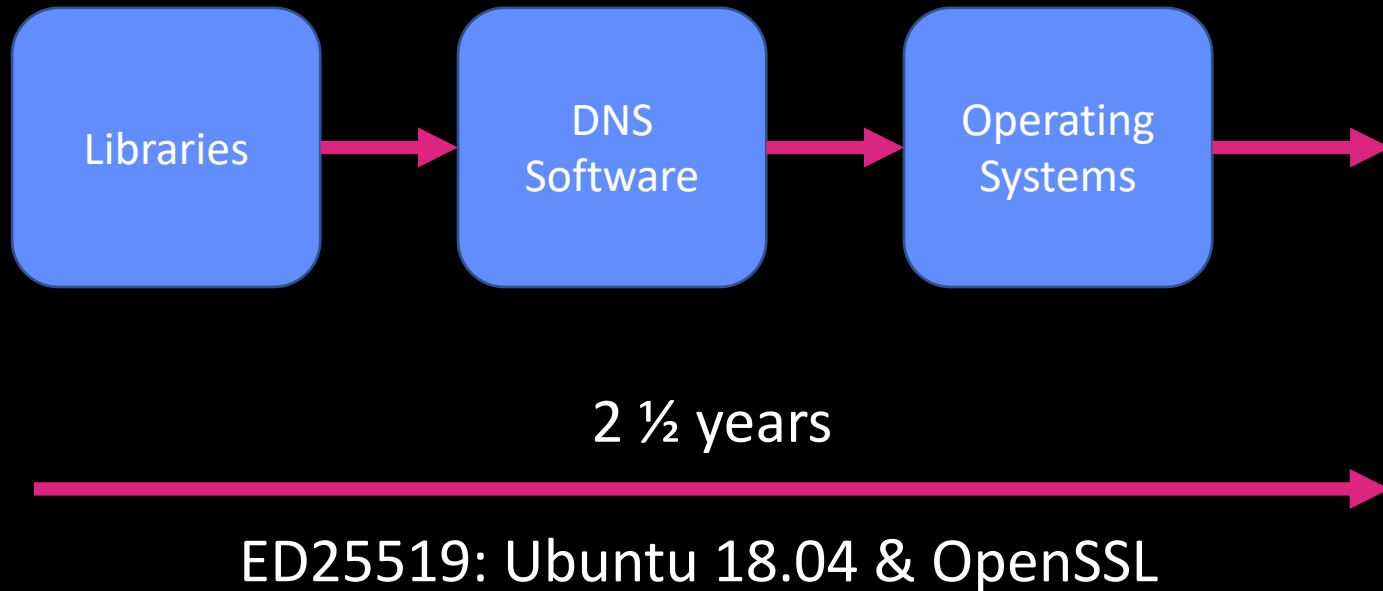 Libraries
DNS
Software
Operating
Systems
2 ½ years
ED25519: Ubuntu 18.04 & OpenSSL